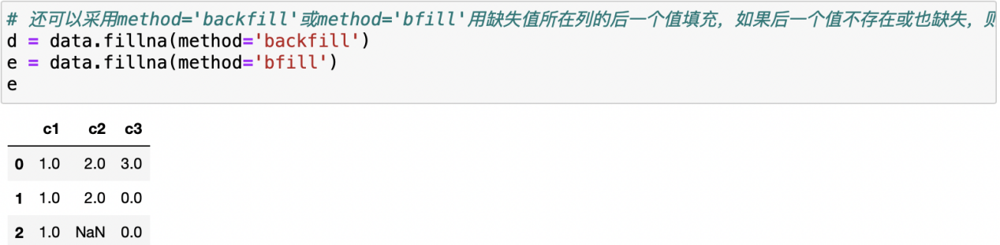 # 还可以采用method='backfill'或method='bfill'用缺失值所在列的后一个值填充，如果后一个值不存在或也缺失，则
d = data.fillna(method='backfill')
e = data.fillna(method='bfill')
e
c1 c2 c3
0 1.0 2.0 3.0
1 1.0 2.0 0.0
2 1.0 NaN 0.0